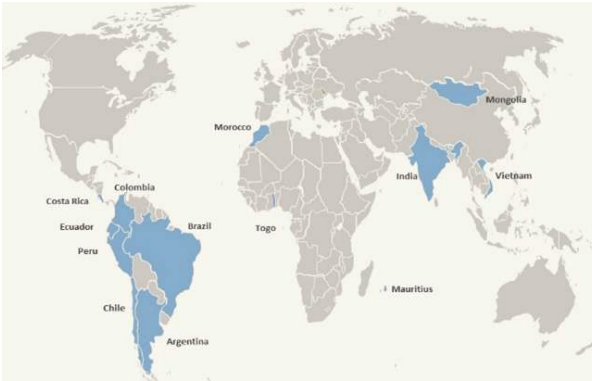 Mongolia
Morocco
India
Vietnam
Colombia
Costa Rica
Ecuador
Brazil
Togo
Peru
Mauritius
Chile
Argentina